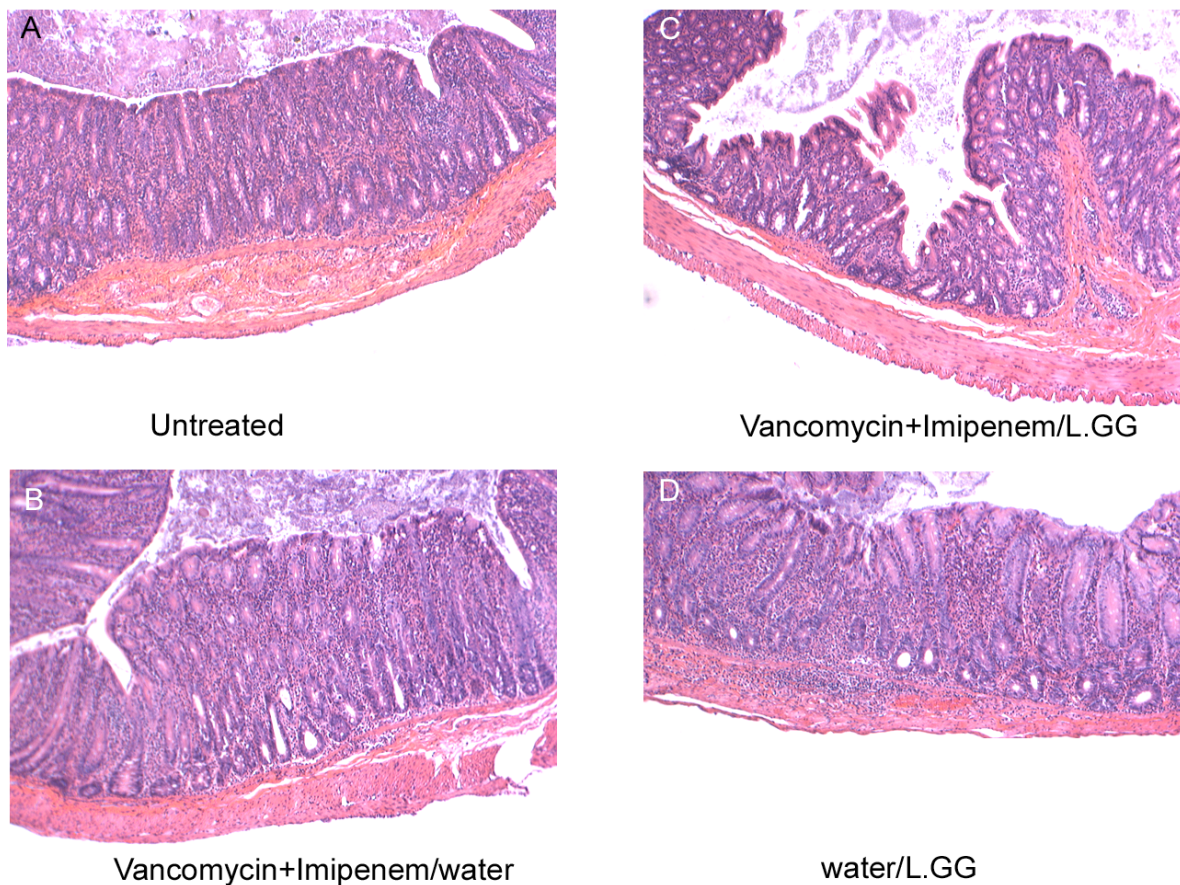 A
Untreated
B
Vancomycin+Imipenem/water
C
Vancomycin+Imipenem/L.GG
D
water/L.GG